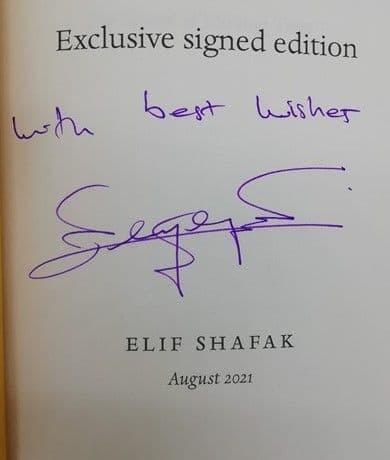 Exclusive signed edition
with best wishes
ELIF SHAFAK
August 2021